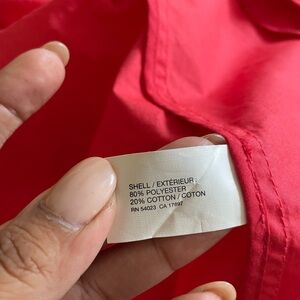 SHELL / EXTÉRIEUR:
80% POLYESTER
20% COTTON / COTON
RN 54023 CA 17897